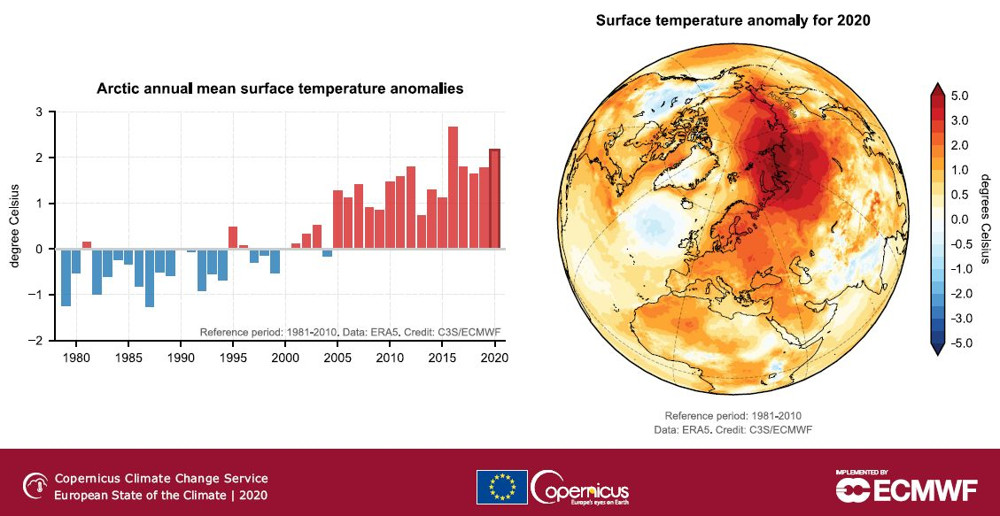 Surface temperature anomaly for 2020
Arctic annual mean surface temperature anomalies
degree Celsius
3
2
1
0
−1
−2
1980 1985 1990 1995 2000 2005 2010 2015 2020
Reference period: 1981-2010. Data: ERA5. Credit: C3S/ECMWF
Arctic Circle
5.0
3.0
2.0
1.0
0.5
0.0
−0.5
−1.0
−2.0
−3.0
−5.0
degrees Celsius
Reference period: 1981-2010
Data: ERA5. Credit: C3S/ECMWF
Copernicus Climate Change Service
European State of the Climate | 2020
Copernicus
Europe's eyes on Earth
IMPLEMENTED BY
ECMWF